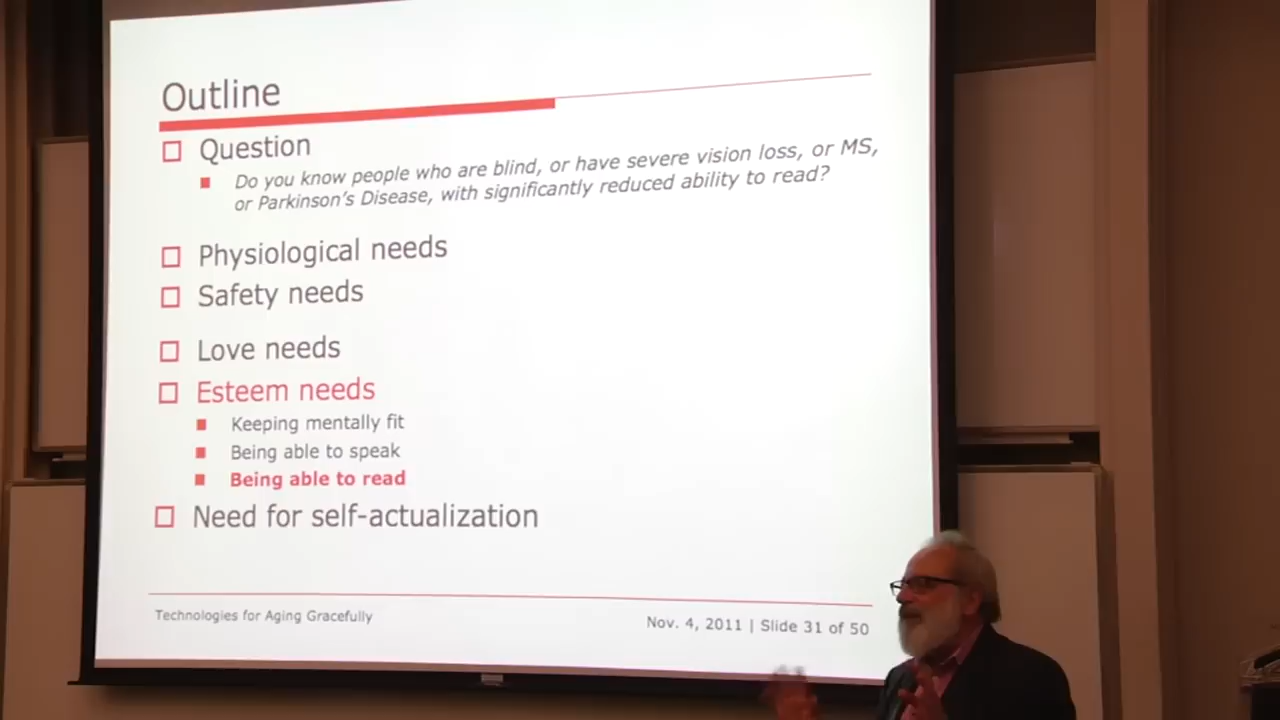 Outline
Question
Do you know people who are blind, or have severe vision loss, or MS,
or Parkinson's Disease, with significantly reduced ability to read?
Physiological needs
Safety needs
Love needs
Esteem needs
Keeping mentally fit
Being able to speak
Being able to read
Need for self-actualization
Technologies for Aging Gracefully
Nov. 4, 2011 | Slide 31 of 50